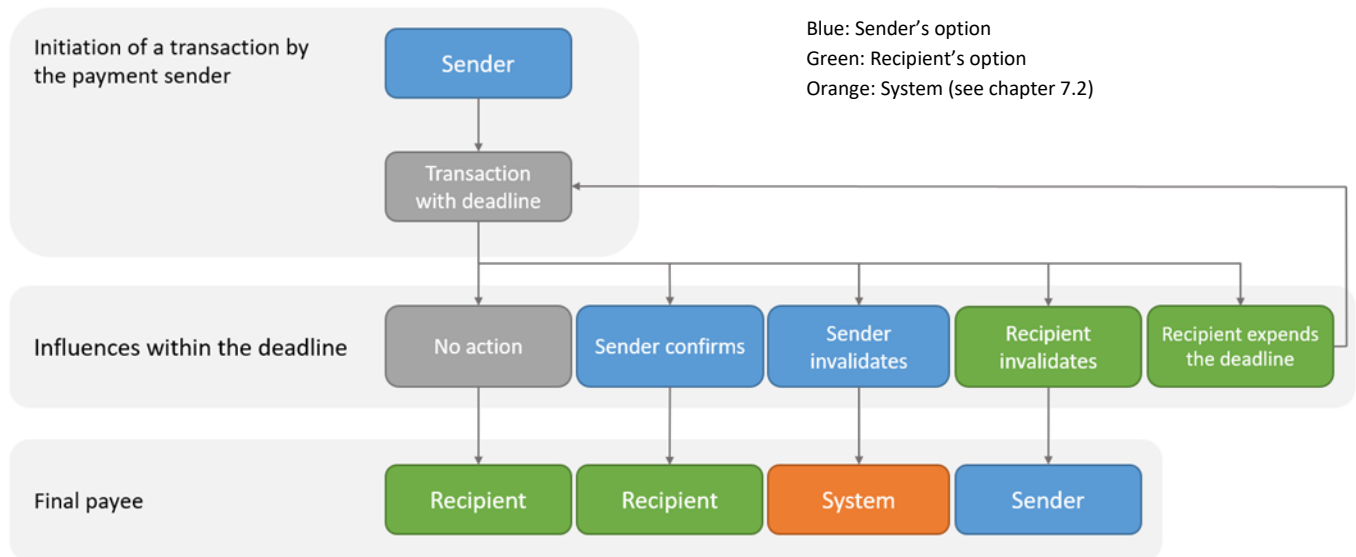 Initiation of a transaction by
the payment sender
Sender
Blue: Sender’s option
Green: Recipient’s option
Orange: System (see chapter 7.2)
Transaction
with deadline
Influences within the deadline
No action
Sender confirms
Sender
invalidates
Recipient
invalidates
Recipient expends
the deadline
Final payee
Recipient
Recipient
System
Sender